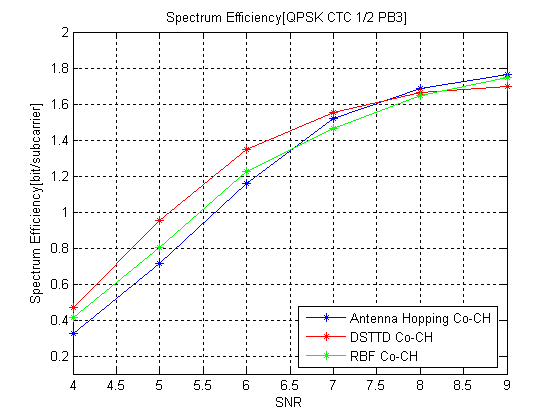 Spectrum Efficiency[QPSK CTC 1/2 PB3]
2
1.8
1.6
1.4
1.2
1
0.8
0.6
0.4
0.2
Spectrum Efficiency[bit/subcarrier]
Antenna Hopping Co-CH
DSTTD Co-CH
RBF Co-CH
4 4.5 5 5.5 6 6.5 7 7.5 8 8.5 9
SNR